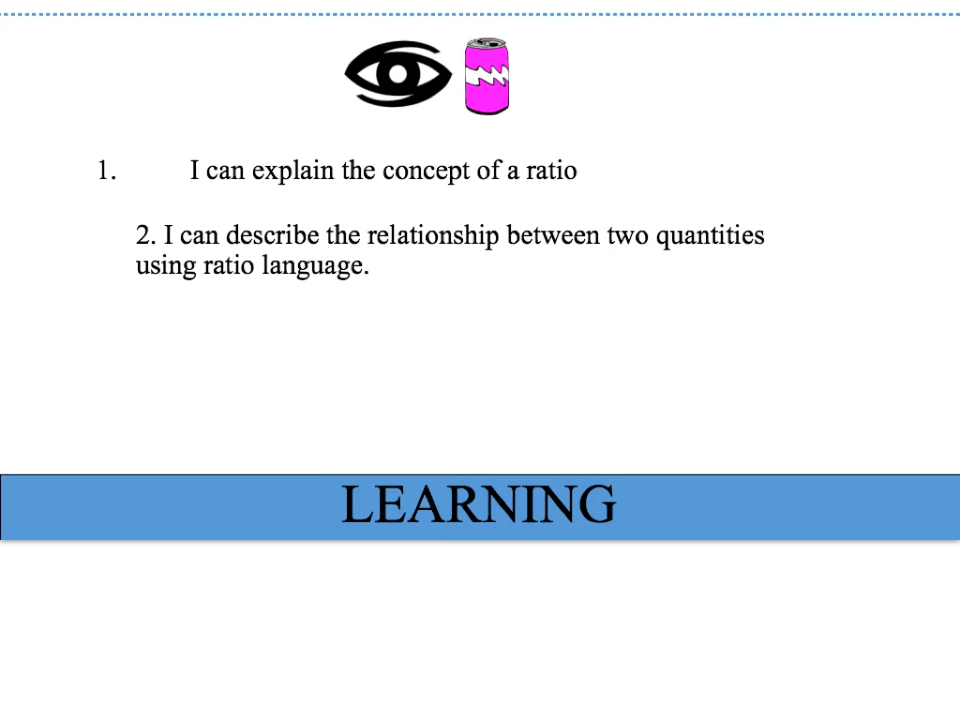 1. I can explain the concept of a ratio
2. I can describe the relationship between two quantities
using ratio language.
LEARNING